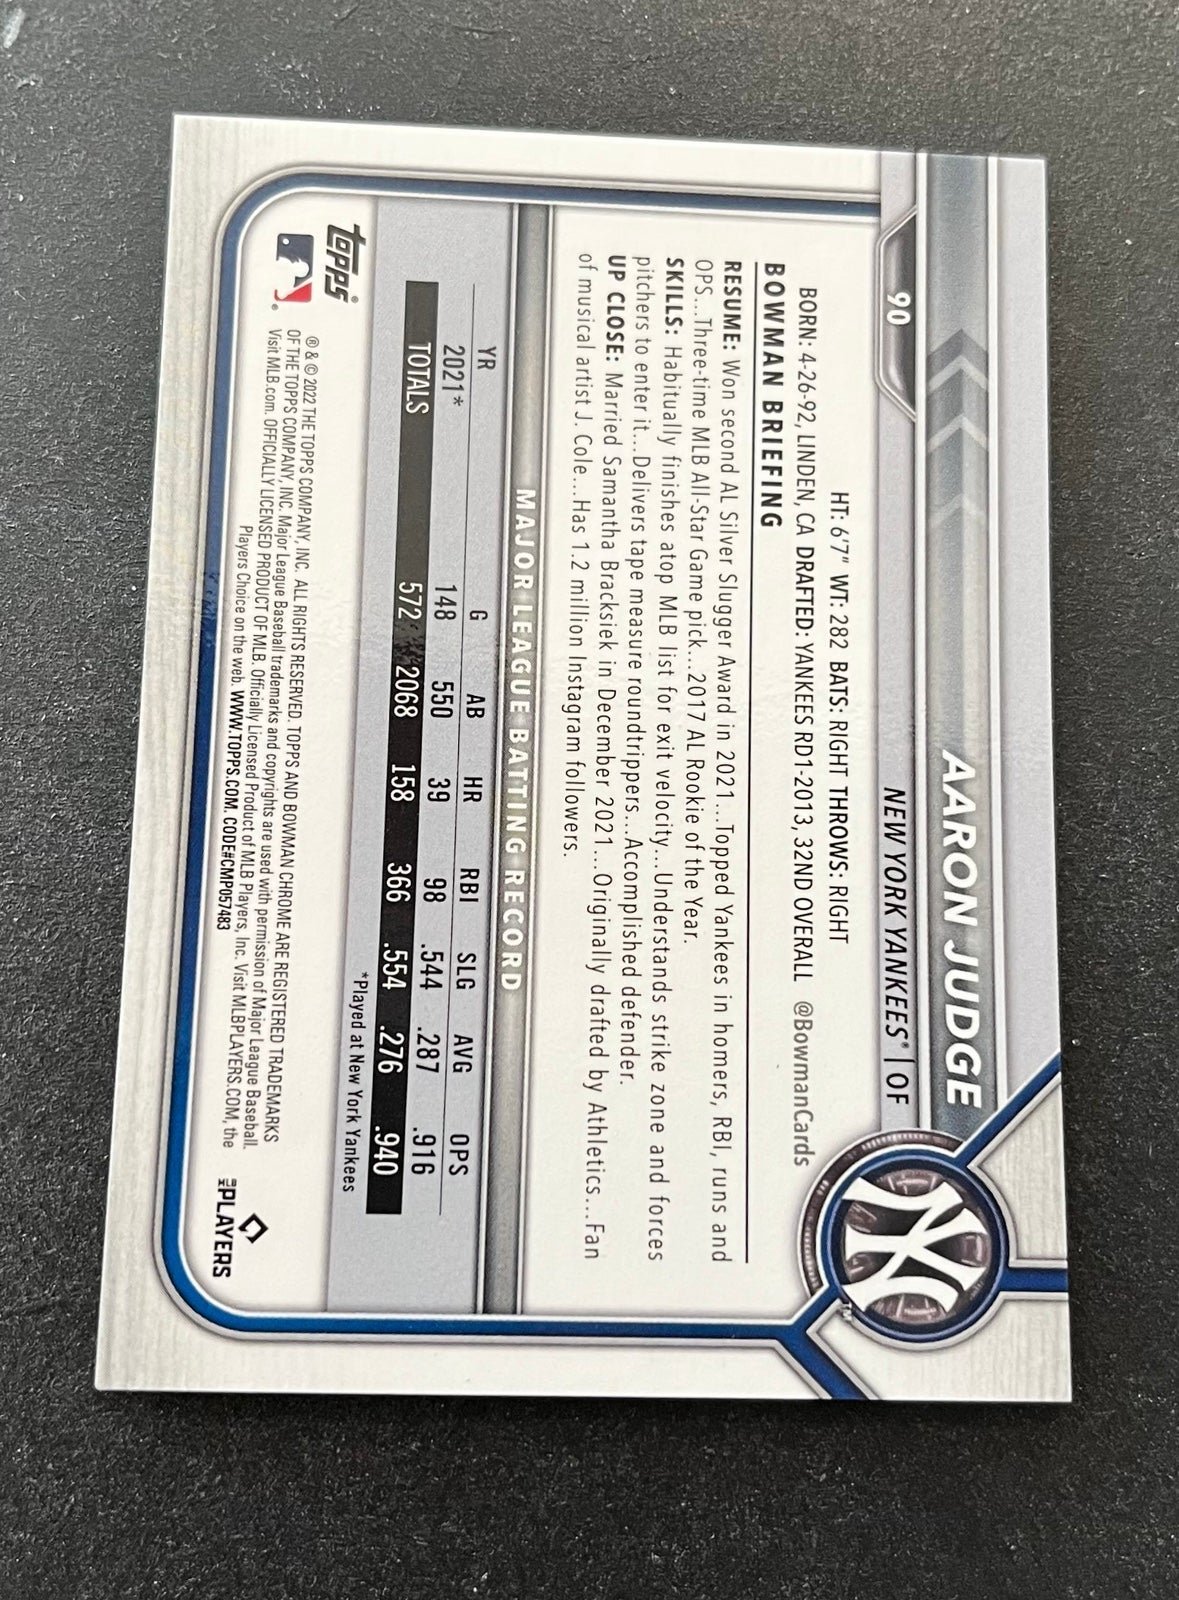 90
AARON JUDGE
NEW YORK YANKEES® | OF
HT: 6'7" WT: 282 BATS: RIGHT THROWS: RIGHT
BORN: 4-26-92, LINDEN, CA DRAFTED: YANKEES RD1-2013, 32ND OVERALL @BowmanCards
BOWMAN BRIEFING
RESUME: Won second AL Silver Slugger Award in 2021...Topped Yankees in homers, RBI, runs and
OPS...Three-time MLB All-Star Game pick...2017 AL Rookie of the Year.
SKILLS: Habitually finishes atop MLB list for exit velocity...Understands strike zone and forces
pitchers to enter it...Delivers tape measure roundtrippers...Accomplished defender.
UP CLOSE: Married Samantha Bracksiek in December 2021...Originally drafted by Athletics...Fan
of musical artist J. Cole...Has 1.2 million Instagram followers.
MAJOR LEAGUE BATTING RECORD
YR G AB HR RBI SLG AVG OPS
2021* 148 550 39 98 .544 .287 .916
TOTALS 572 2068 158 366 .554 .276 .940
*Played at New York Yankees
topps®
® & © 2022 THE TOPPS COMPANY, INC. ALL RIGHTS RESERVED. TOPPS AND BOWMAN CHROME ARE REGISTERED TRADEMARKS
OF THE TOPPS COMPANY, INC. Major League Baseball trademarks and copyrights are used with permission of Major League Baseball.
Visit MLB.com. OFFICIALLY LICENSED PRODUCT OF MLB. Officially Licensed Product of MLB Players, Inc. Visit MLBPLAYERS.COM, the
Players Choice on the web. WWW.TOPPS.COM. CODE#CMP057483
MLB PLAYERS
NY™